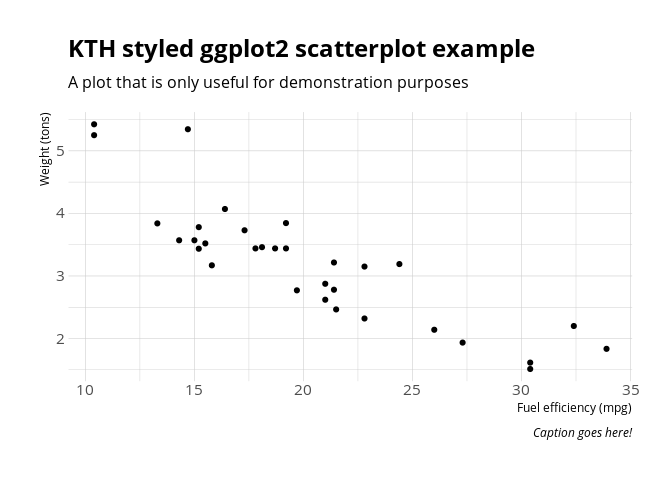 KTH styled ggplot2 scatterplot example
A plot that is only useful for demonstration purposes
Weight (tons)
5
4
3
2
10 15 20 25 30 35
Fuel efficiency (mpg)
Caption goes here!